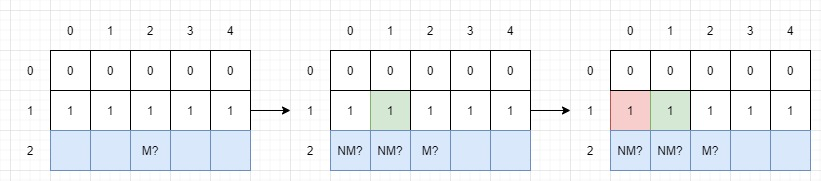 0 1 2 3 4 0 1 2 3 4 0 1 2 3 4
0 0 0 0 0 0 0 0 0 0 0 0 0 0 0 0 0 0
1 1 1 1 1 1 1 1 1 1 1 1 1 1 1 1 1 1
2 M? 2 NM? NM? M? 2 NM? NM? M?